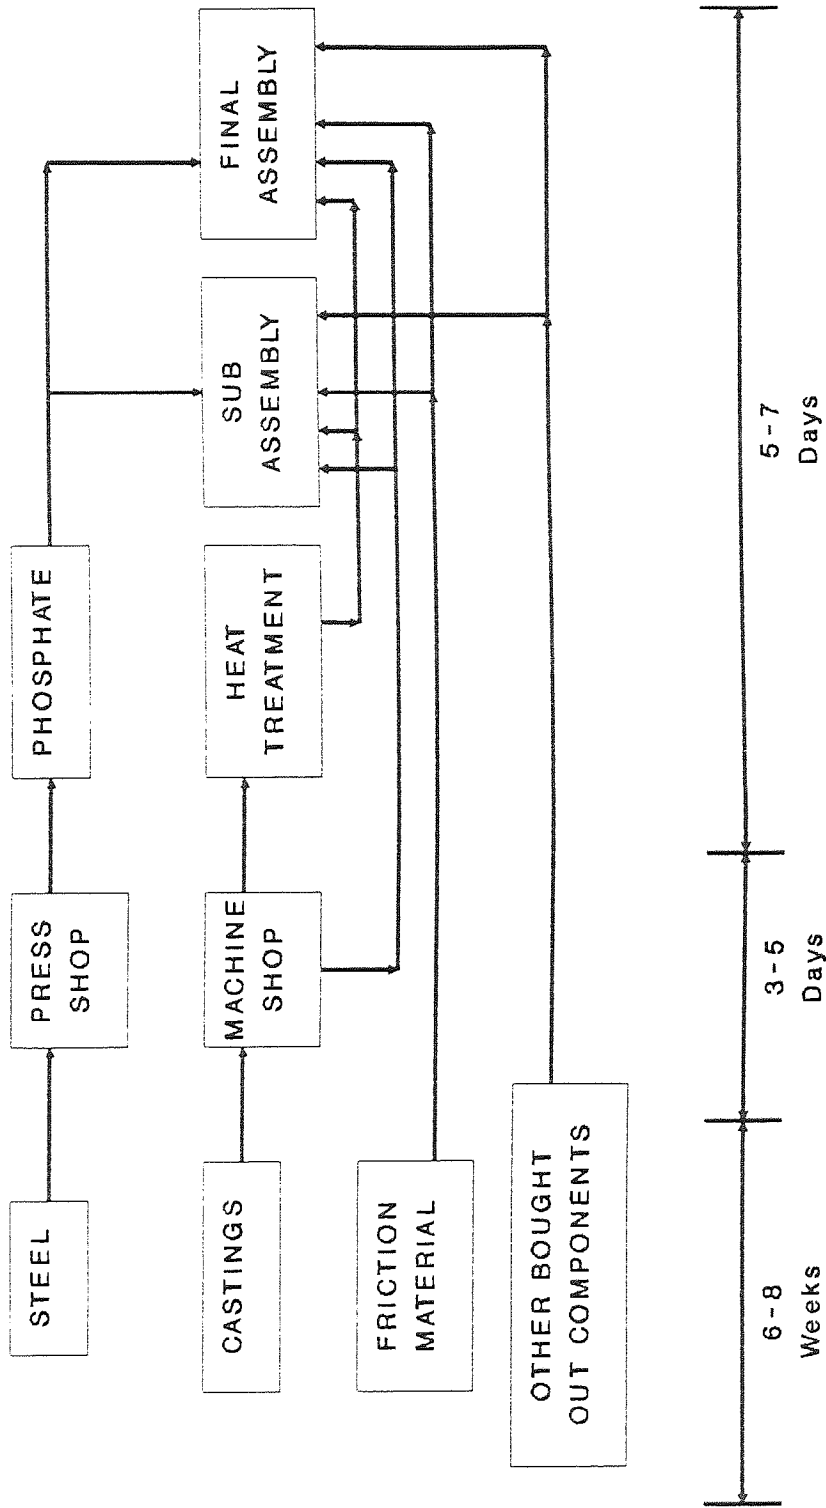 STEEL
PRESS
SHOP
PHOSPHATE
CASTINGS
MACHINE
SHOP
HEAT
TREATMENT
SUB
ASSEMBLY
FINAL
ASSEMBLY
FRICTION
MATERIAL
OTHER BOUGHT
OUT COMPONENTS
6-8
Weeks
3-5
Days
5-7
Days